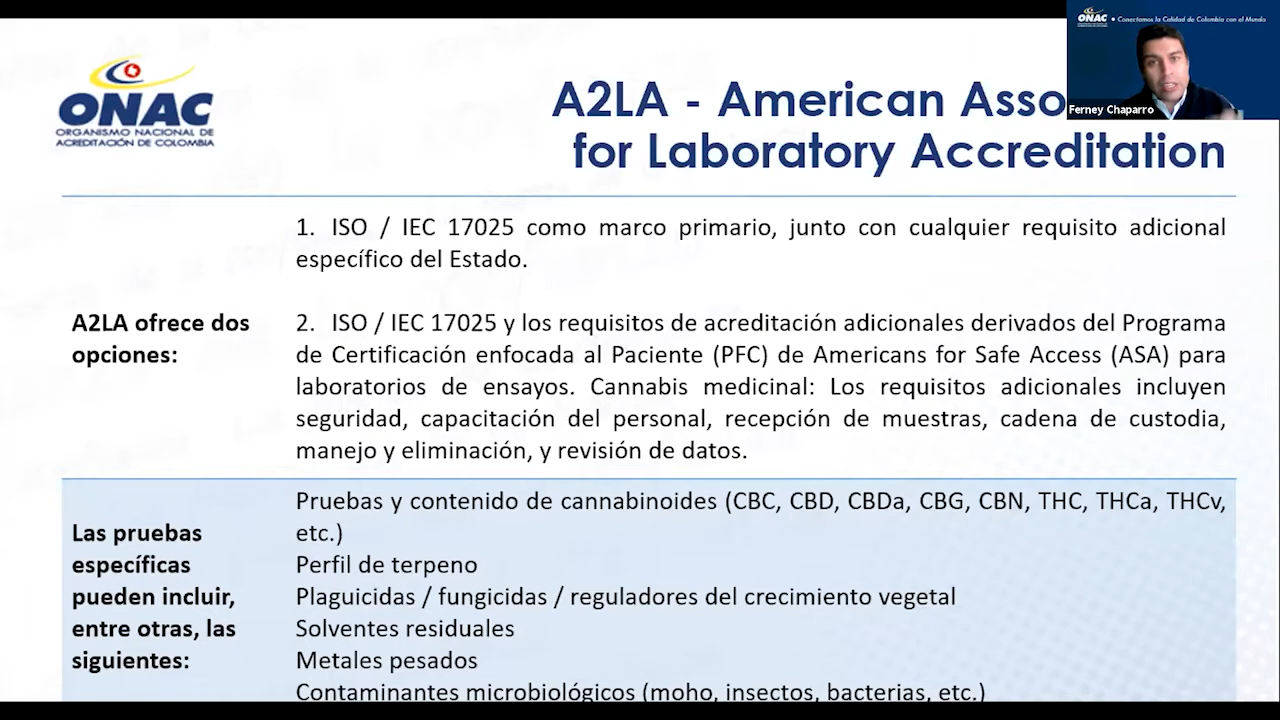 ONAC
ORGANISMO NACIONAL DE
ACREDITACIÓN DE COLOMBIA
A2LA - American
for Laboratory Accreditation
ONAC
Conectamos la Calidad de Colombia con el Mundo
Ferney Chaparro
1. ISO / IEC 17025 como marco primario, junto con cualquier requisito adicional
específico del Estado.
A2LA ofrece dos
opciones:
2. ISO / IEC 17025 y los requisitos de acreditación adicionales derivados del Programa
de Certificación enfocada al Paciente (PFC) de Americans for Safe Access (ASA) para
laboratorios de ensayos. Cannabis medicinal: Los requisitos adicionales incluyen
seguridad, capacitación del personal, recepción de muestras, cadena de custodia,
manejo y eliminación, y revisión de datos.
Las pruebas
específicas
pueden incluir,
entre otras, las
siguientes:
Pruebas y contenido de cannabinoides (CBC, CBD, CBDa, CBG, CBN, THC, THCa, THCv,
etc.)
Perfil de terpeno
Plaguicidas / fungicidas / reguladores del crecimiento vegetal
Solventes residuales
Metales pesados
Contaminantes microbiológicos (moho, insectos, bacterias, etc.)